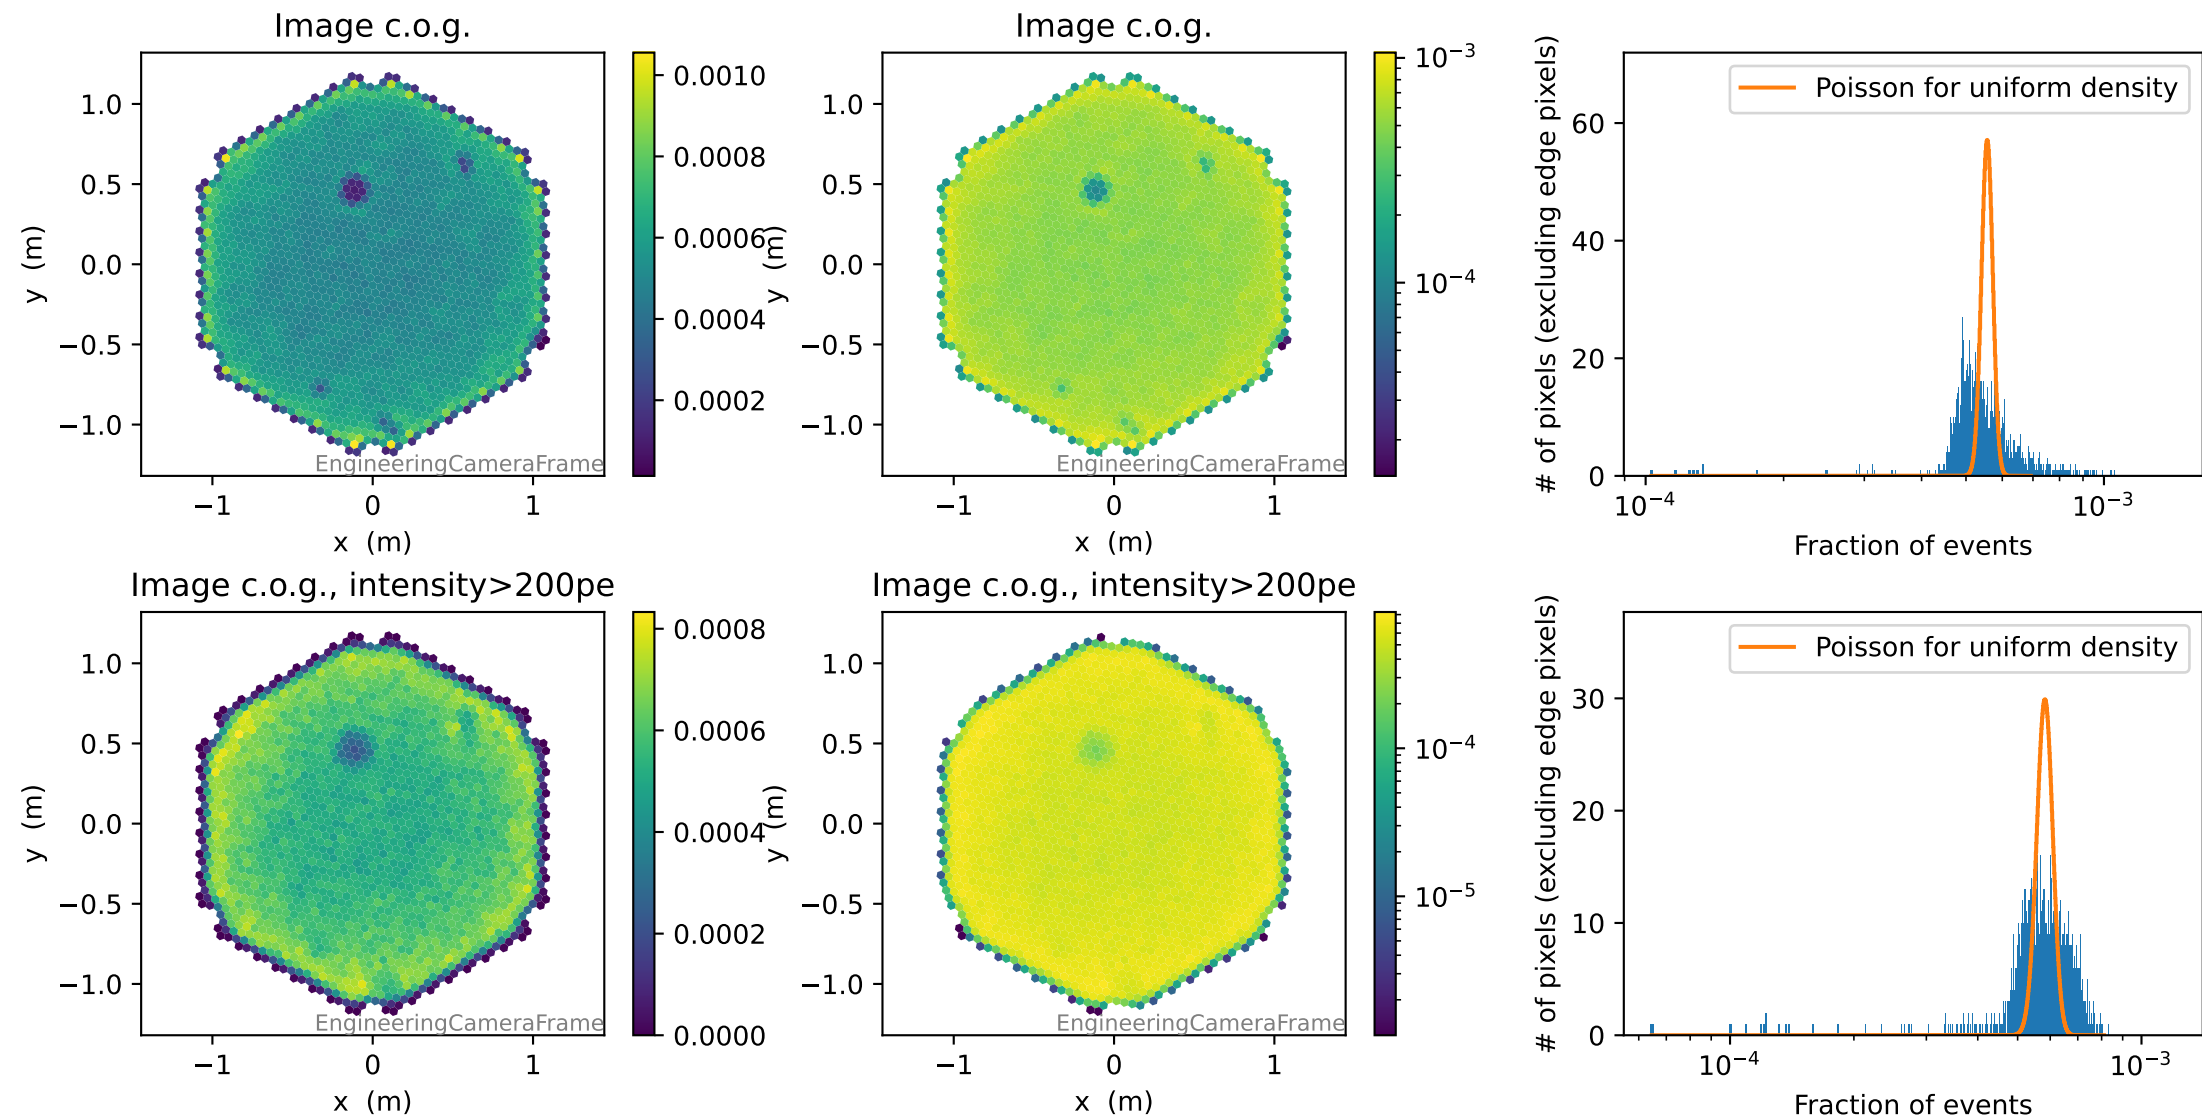 Image c.o.g.
1.0
0.5
0.0
−0.5
−1.0
y (m)
−1
0
1
x (m)
EngineeringCameraFrame
0.0010
0.0008
0.0006
0.0004
0.0002
Image c.o.g.
1.0
0.5
0.0
−0.5
−1.0
y (m)
−1
0
1
x (m)
EngineeringCameraFrame
10⁻³
10⁻⁴
# of pixels (excluding edge pixels)
60
40
20
0
Poisson for uniform density
10⁻⁴
10⁻³
Fraction of events
Image c.o.g., intensity>200pe
1.0
0.5
0.0
−0.5
−1.0
y (m)
−1
0
1
x (m)
EngineeringCameraFrame
0.0008
0.0006
0.0004
0.0002
0.0000
Image c.o.g., intensity>200pe
1.0
0.5
0.0
−0.5
−1.0
y (m)
−1
0
1
x (m)
EngineeringCameraFrame
10⁻⁴
10⁻⁵
# of pixels (excluding edge pixels)
30
20
10
0
Poisson for uniform density
10⁻⁴
10⁻³
Fraction of events